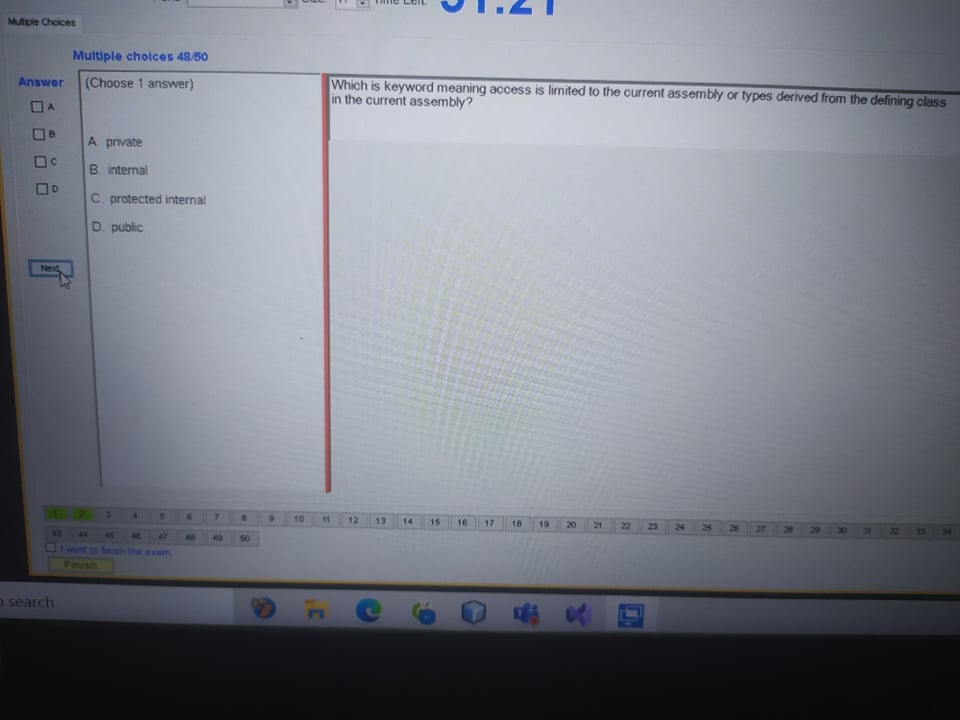 Size:
Time Left:
51:21
Multiple Choices
Multiple choices 48/50
Answer
(Choose 1 answer)
Which is keyword meaning access is limited to the current assembly or types derived from the defining class
in the current assembly?
A
B
C
D
A. private
B. internal
C. protected internal
D. public
Next
1 2 3 4 5 6 7 8 9 10 11 12 13 14 15 16 17 18 19 20 21 22 23 24 25 26 27 28 29 30 31 32 33 34
43 44 45 46 47 48 49 50
I want to finish the exam
Finish
search